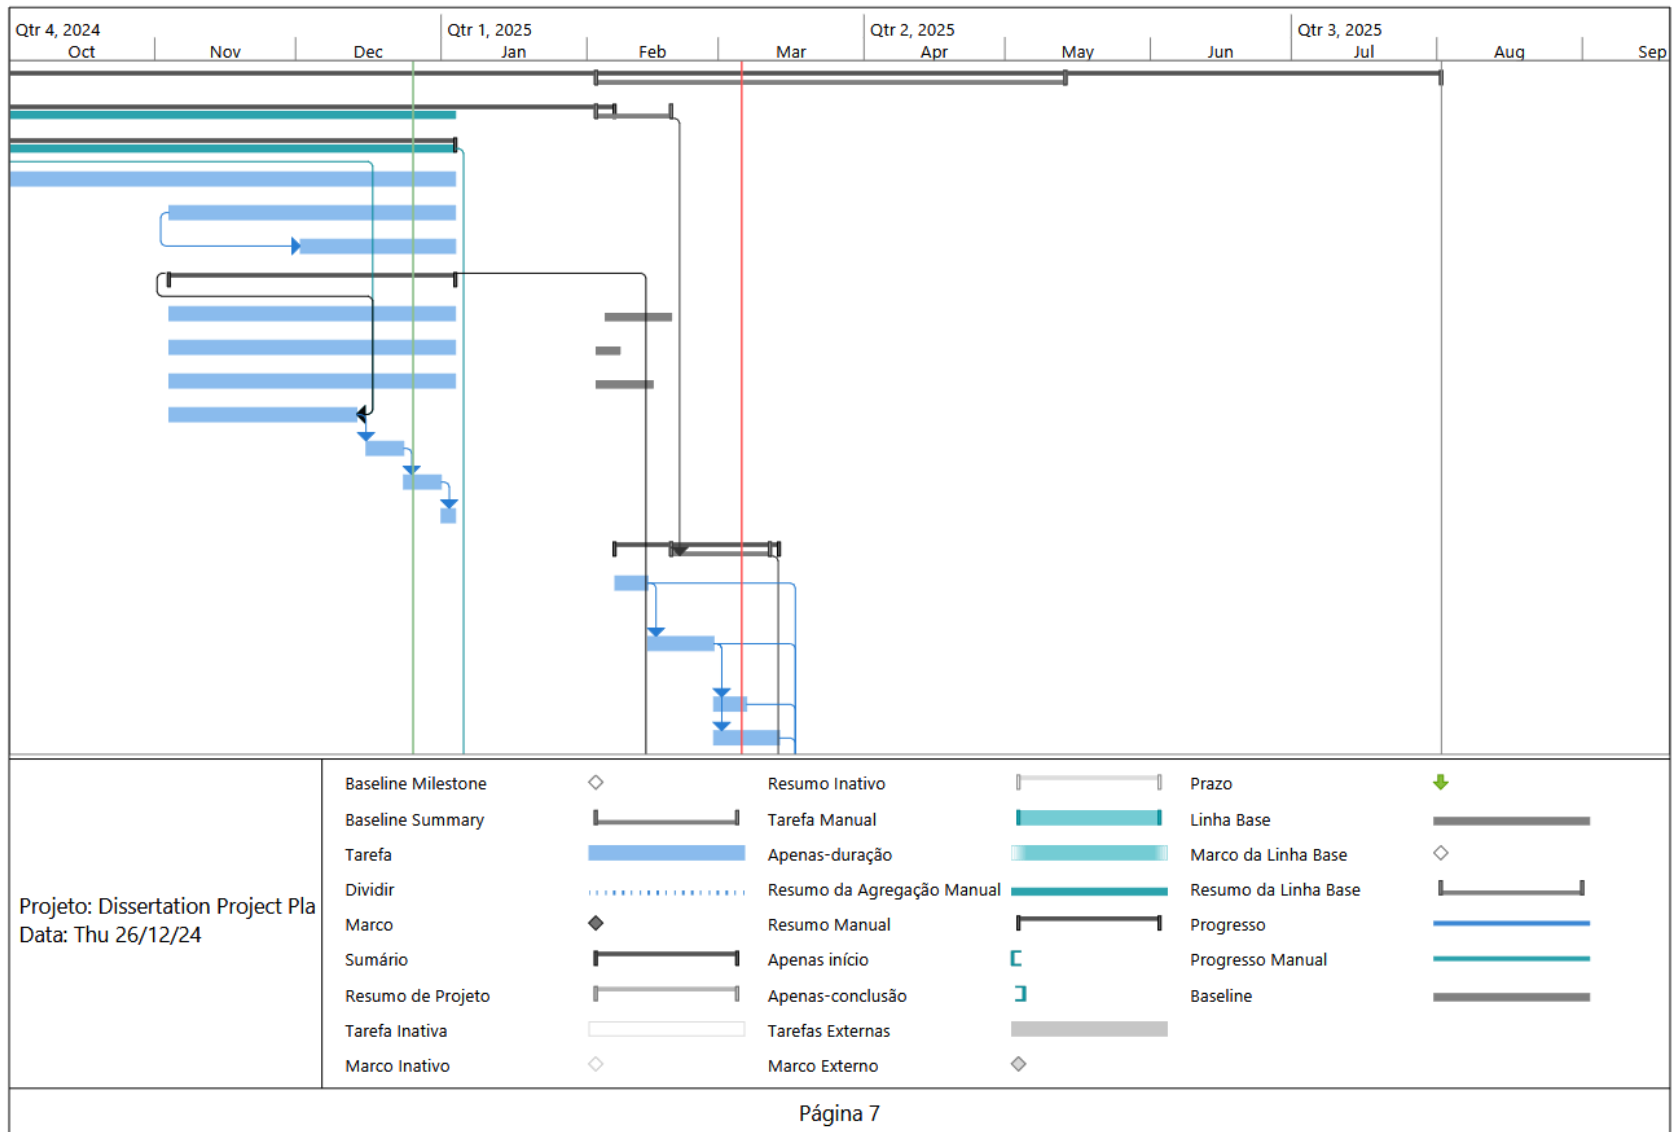 Qtr 4, 2024 Qtr 1, 2025 Qtr 2, 2025 Qtr 3, 2025
Oct Nov Dec Jan Feb Mar Apr May Jun Jul Aug Sep
Projeto: Dissertation Project Pla
Data: Thu 26/12/24
Baseline Milestone
Baseline Summary
Tarefa
Dividir
Marco
Sumário
Resumo de Projeto
Tarefa Inativa
Marco Inativo
Resumo Inativo
Tarefa Manual
Apenas-duração
Resumo da Agregação Manual
Resumo Manual
Apenas início
Apenas-conclusão
Tarefas Externas
Marco Externo
Prazo
Linha Base
Marco da Linha Base
Resumo da Linha Base
Progresso
Progresso Manual
Baseline
Página 7